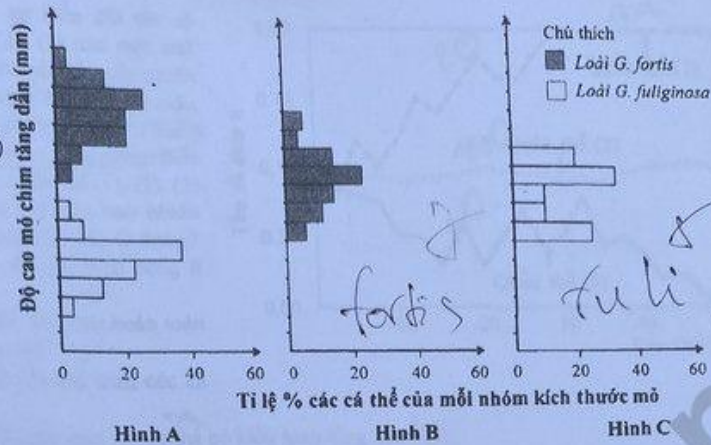 Độ cao mỏ chim tăng dần (mm)
Chú thích
Loài G. fortis
Loài G. fuliginosa
fortis
fuli
0 20 40 60
0 20 40 60
0 20 40 60
Tỉ lệ % các cá thể của mỗi nhóm kích thước mỏ
Hình A
Hình B
Hình C